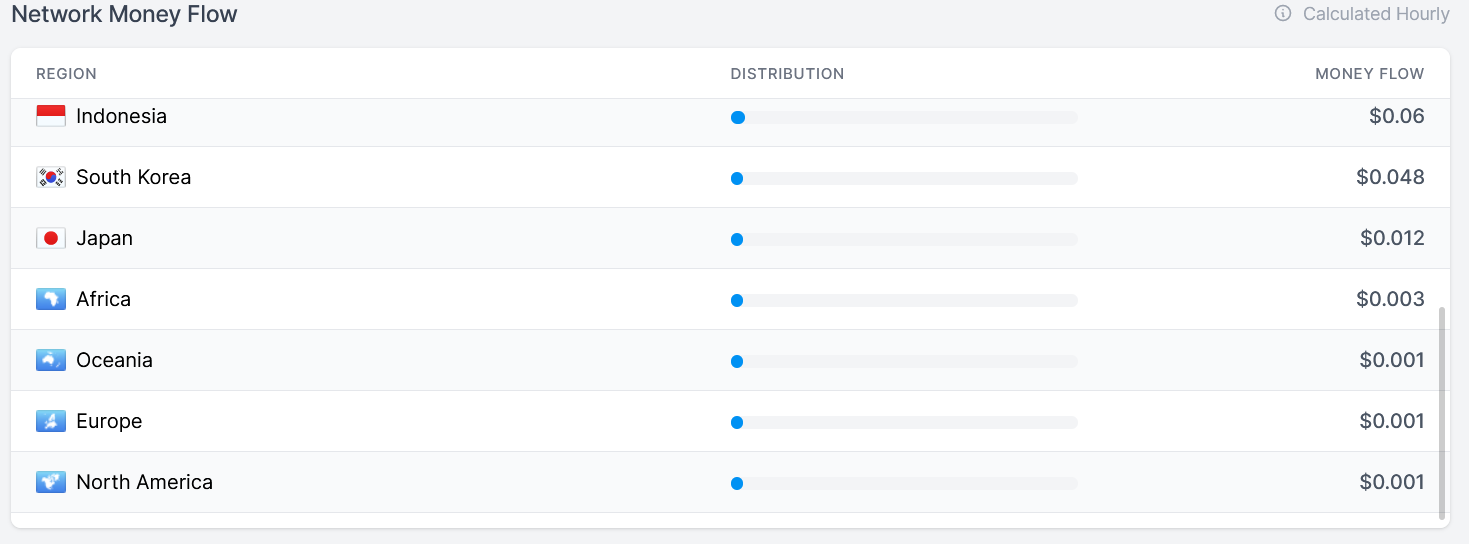 Network Money Flow
Calculated Hourly
REGION DISTRIBUTION MONEY FLOW
Indonesia $0.06
South Korea $0.048
Japan $0.012
Africa $0.003
Oceania $0.001
Europe $0.001
North America $0.001